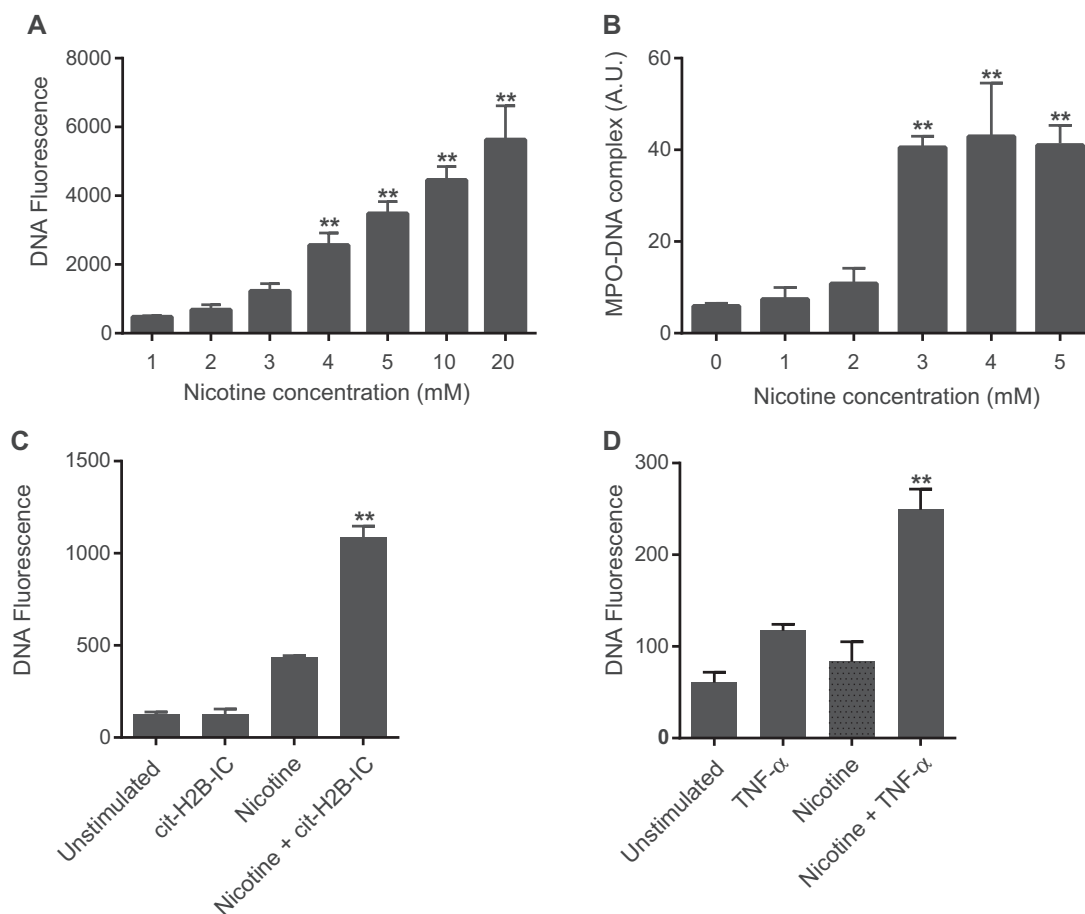 A
DNA Fluorescence
8000
6000
4000
2000
0
** ** ** **
1 2 3 4 5 10 20
Nicotine concentration (mM)
B
MPO-DNA complex (A.U.)
60
40
20
0
** ** **
0 1 2 3 4 5
Nicotine concentration (mM)
C
DNA Fluorescence
1500
1000
500
0
**
Unstimulated
cit-H2B-IC
Nicotine
Nicotine + cit-H2B-IC
D
DNA Fluorescence
300
200
100
0
**
Unstimulated
TNF-α
Nicotine
Nicotine + TNF-α